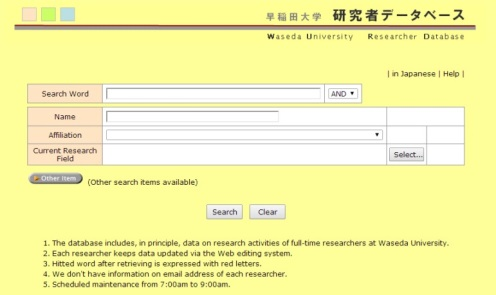 早稲田大学 研究者データベース
Waseda University Researcher Database
| in Japanese | Help |
Search Word AND
Name
Affiliation
Current Research
Field Select...
Other Item (Other search items available)
Search Clear
1. The database includes, in principle, data on research activities of full-time researchers at Waseda University.
2. Each researcher keeps data updated via the Web editing system.
3. Hitted word after retrieving is expressed with red letters.
4. We don't have information on email address of each researcher.
5. Scheduled maintenance from 7:00am to 9:00am.